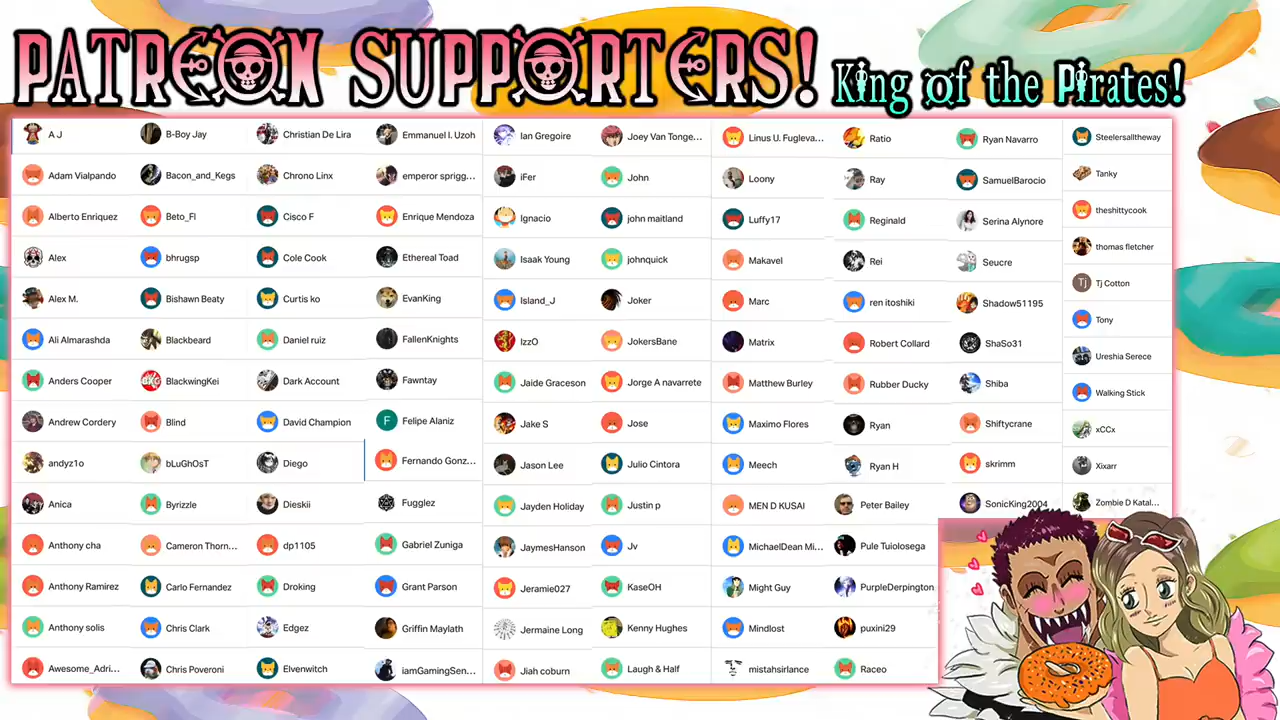 PATREON SUPPORTERS! King of the Pirates!
A J
Adam Vialpando
Alberto Enriquez
Alex
Alex M.
Ali Almarashda
Anders Cooper
Andrew Cordery
andyz1o
Anica
Anthony cha
Anthony Ramirez
Anthony solis
Awesome_Adri...
B-Boy Jay
Bacon_and_Kegs
Beto_Fl
bhrugsp
Bishawn Beaty
Blackbeard
BlackwingKei
Blind
bLuGhOsT
Byrizzle
Cameron Thorn...
Carlo Fernandez
Chris Clark
Chris Poveroni
Christian De Lira
Chrono Linx
Cisco F
Cole Cook
Curtis ko
Daniel ruiz
Dark Account
David Champion
Diego
Dieskii
dp1105
Droking
Edgez
Elvenwitch
Emmanuel I. Uzoh
emperor sprigg...
Enrique Mendoza
Ethereal Toad
EvanKing
FallenKnights
Fawntay
F
Felipe Alaniz
Fernando Gonz...
Fugglez
Gabriel Zuniga
Grant Parson
Griffin Maylath
iamGamingSen...
Ian Gregoire
iFer
Ignacio
Isaak Young
Island_J
IzzO
Jaide Graceson
Jake S
Jason Lee
Jayden Holiday
JaymesHanson
Jeramie027
Jermaine Long
Jiah coburn
Joey Van Tonge...
John
john maitland
johnquick
Joker
JokersBane
Jorge A navarrete
Jose
Julio Cintora
Justin p
Jv
KaseOH
Kenny Hughes
Laugh & Half
Linus U. Fugleva...
Loony
Luffy17
Makavel
Marc
Matrix
Matthew Burley
Maximo Flores
Meech
MEN D KUSAI
MichaelDean Mi...
Might Guy
Mindlost
mistahsirlance
Ratio
Ray
Reginald
Rei
ren itoshiki
Robert Collard
Rubber Ducky
Ryan
Ryan H
Peter Bailey
Pule Tuiolosega
PurpleDerpington
puxini29
Raceo
Ryan Navarro
SamuelBarocio
Serina Alynore
Seucre
Shadow51195
ShaSo31
Shiba
Shiftycrane
skrimm
SonicKing2004
Steelersalltheway
Tanky
theshittycook
thomas fletcher
Tj
Tj Cotton
Tony
Ureshia Serece
Walking Stick
xCCx
Xixarr
Zombie D Katal...